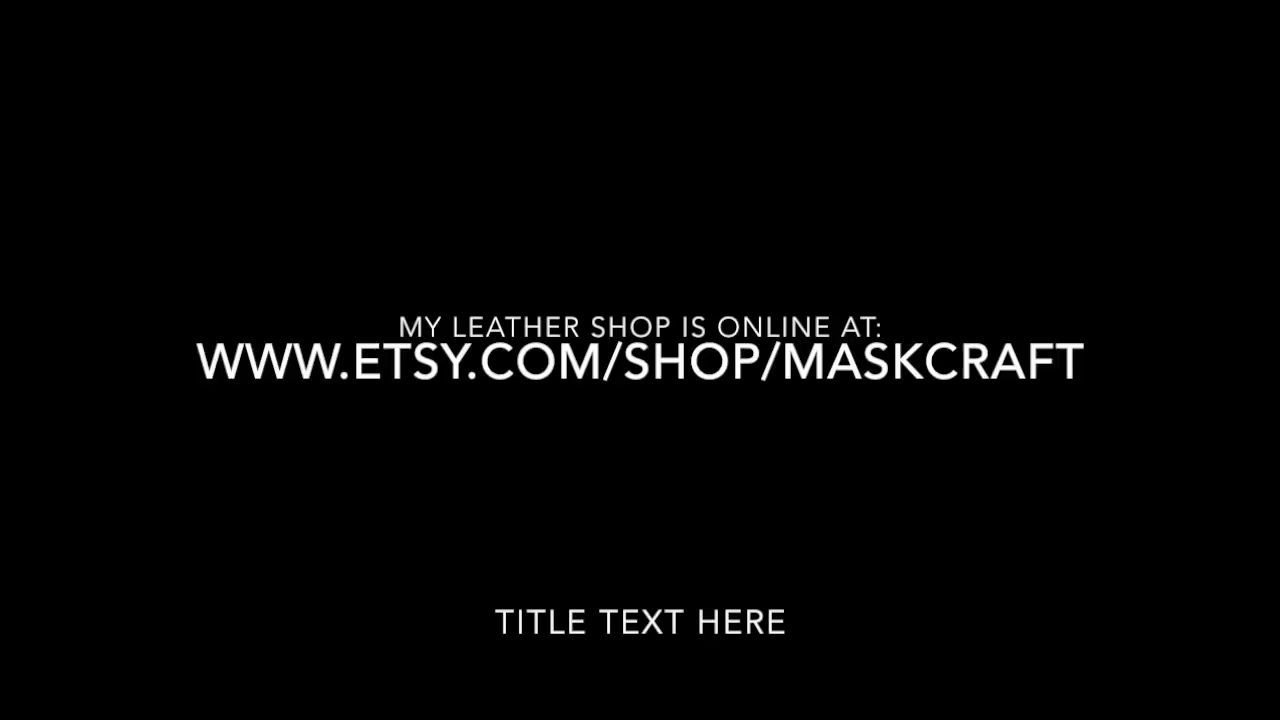 MY LEATHER SHOP IS ONLINE AT:
WWW.ETSY.COM/SHOP/MASKCRAFT
TITLE TEXT HERE